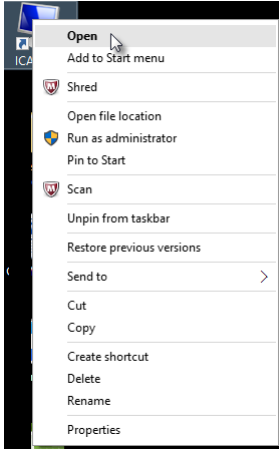 ICA
Open
Add to Start menu
Shred
Open file location
Run as administrator
Pin to Start
Scan
Unpin from taskbar
Restore previous versions
Send to
Cut
Copy
Create shortcut
Delete
Rename
Properties